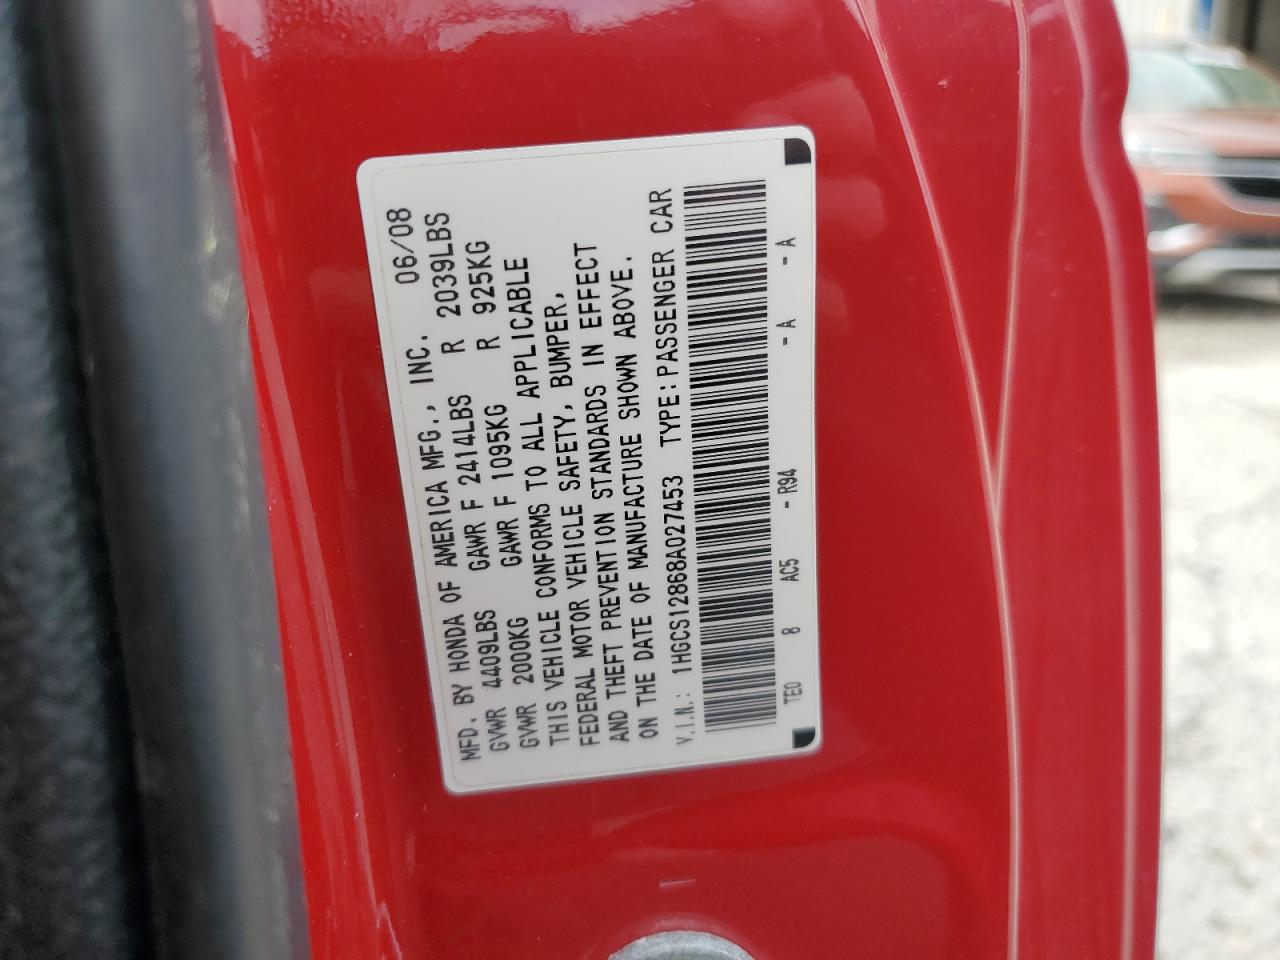 MFD. BY HONDA OF AMERICA MFG., INC. 06/08
GVWR 4409LBS GAWR F 2414LBS R 2039LBS
GVWR 2000KG GAWR F 1095KG R 925KG
THIS VEHICLE CONFORMS TO ALL APPLICABLE
FEDERAL MOTOR VEHICLE SAFETY, BUMPER,
AND THEFT PREVENTION STANDARDS IN EFFECT
ON THE DATE OF MANUFACTURE SHOWN ABOVE.
V.I.N.: 1HGCS12868A027453 TYPE:PASSENGER CAR
TE0 8 AC5 - R94 - A - A